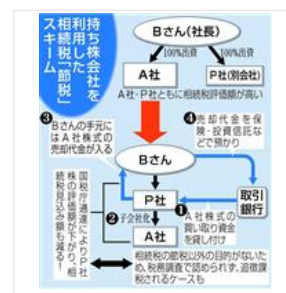 持ち株会社を
利用した
相続税「節税」
スキーム
Bさん(社長)
100%出資
100%出資
A社
P社(別会社)
A社・P社ともに相続税評価額が高い
❸
Bさんの手元に
はA社株式の
売却代金が入る
❹
売却代金を保
険・投資信託な
どで預かり
Bさん
P社
❷子会社化
A社
取引
銀行
❶
A社株式の
買い取り資金
を貸し付け
国税庁通達によりP社
株の評価額が下がり、相
続税見込み額も減る!
相続税の節税以外の目的がないた
め、税務調査で認められず、追徴課
税されるケースも